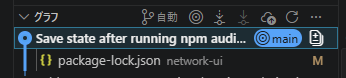 グラフ 自動
Save state after running npm audi... main
package-lock.json network-ui M